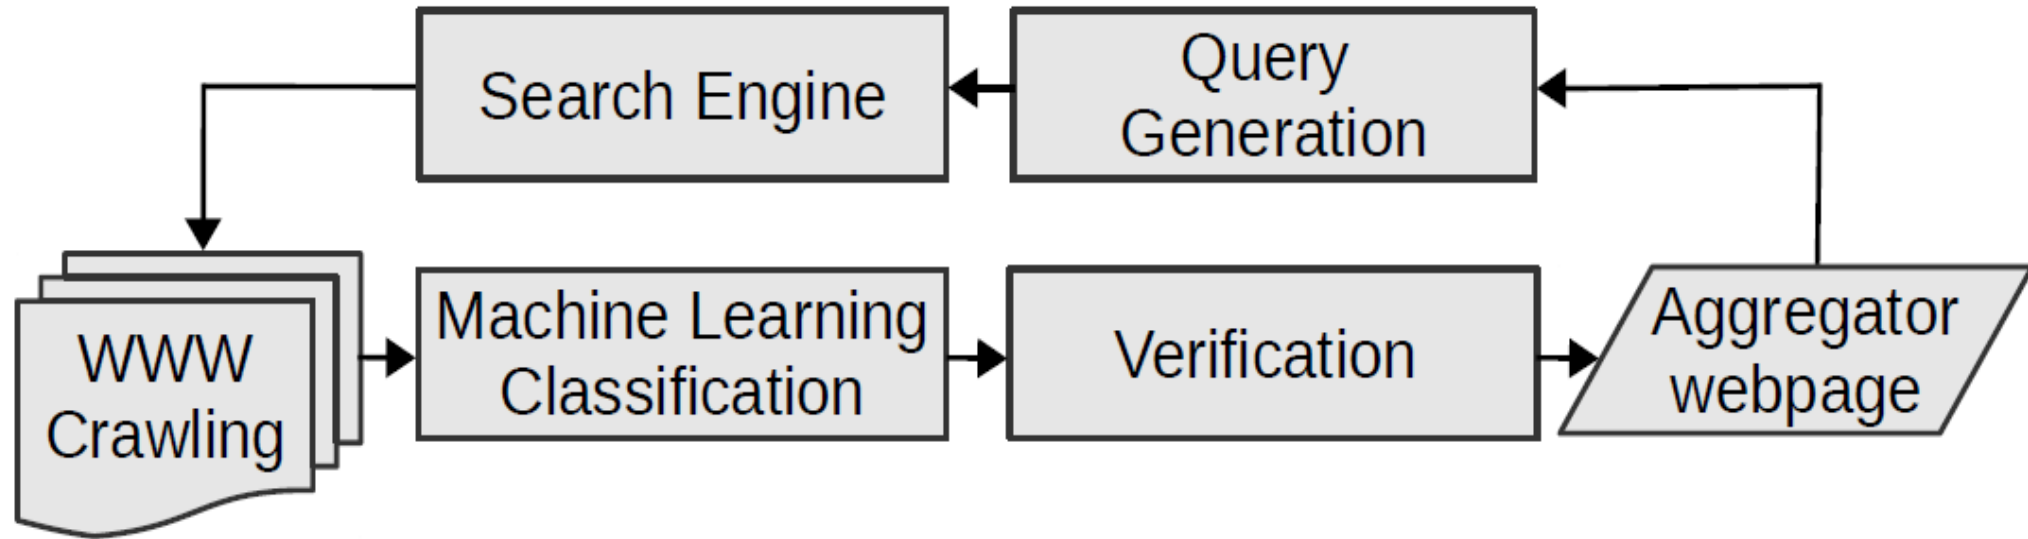 Search Engine
Query
Generation
WWW
Crawling
Machine Learning
Classification
Verification
Aggregator
webpage